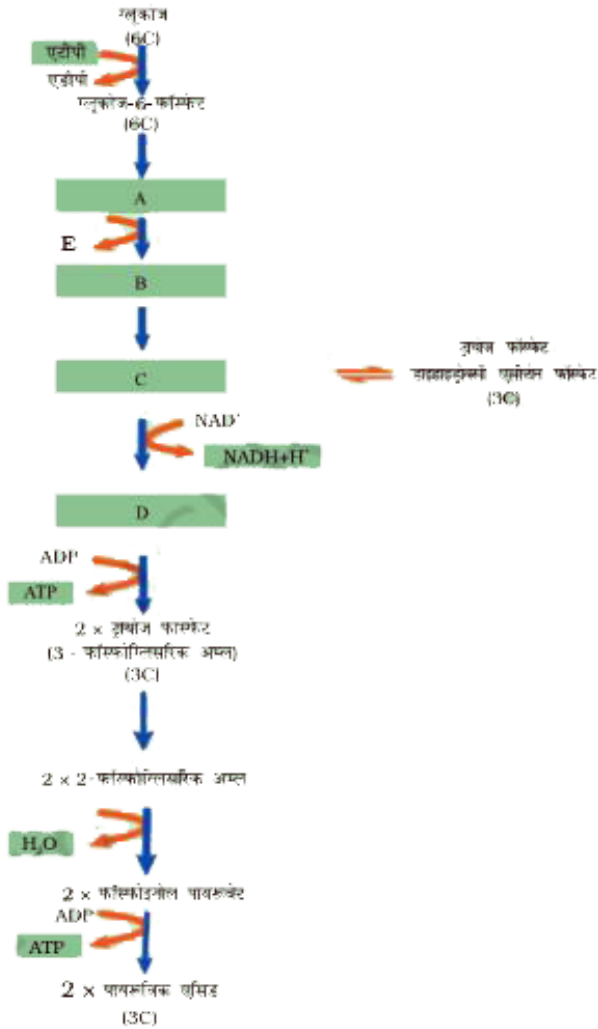 ग्लूकोज
(6C)
एटीपी
एडीपी
ग्लूकोज-6-फॉस्फेट
(6C)
A
E
B
C
ट्रायोज फॉस्फेट
डाइहाइड्रोक्सी एसीटोन फॉस्फेट
(3C)
NAD⁺
NADH+H⁺
D
ADP
ATP
2 × ट्रायोज फास्फेट
(3 - फॉस्फोग्लिसरिक अम्ल)
(3C)
2 × 2-फॉस्फोग्लिसरिक अम्ल
H₂O
2 × फॉस्फोइनोल पायरूवेट
ADP
ATP
2 × पायरूविक एसिड
(3C)